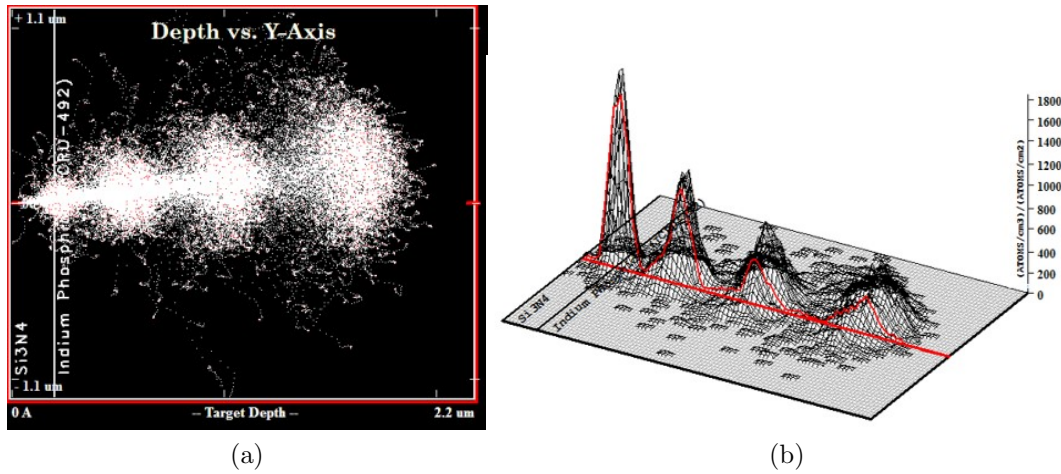 + 1.1 um
Depth vs. Y-Axis
Si3N4
Indium Phosph
CRU-492)
- 1.1 um
0 A
-- Target Depth --
2.2 um
(a)
1800
1600
1400
1200
1000
800
600
400
200
0
(ATOMS/cm3)/(ATOMS/cm2)
Si3N4
Indium
(b)